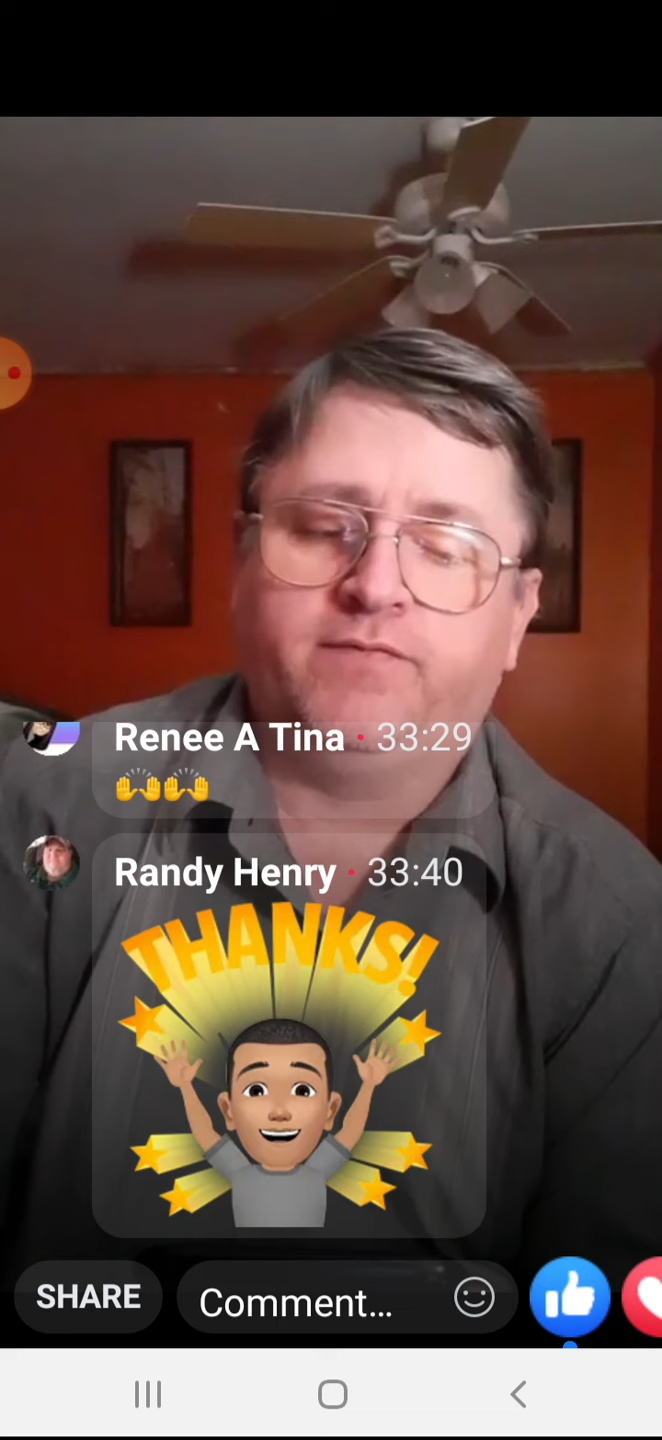 Renee A Tina · 33:29
🙌🙌
Randy Henry · 33:40
THANKS!
SHARE
Comment...